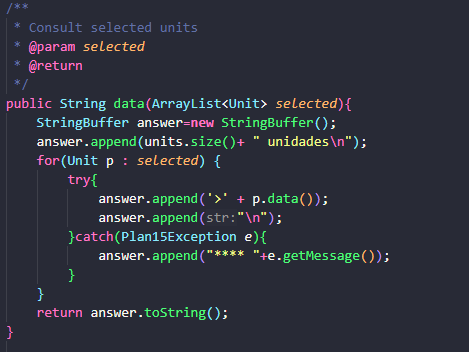 /**
 * Consult selected units
 * @param selected
 * @return
 */
public String data(ArrayList<Unit> selected){
    StringBuffer answer=new StringBuffer();
    answer.append(units.size()+ " unidades\n");
    for(Unit p : selected) {
        try{
            answer.append('>' + p.data());
            answer.append(str:"\n");
        }catch(Plan15Exception e){
            answer.append("**** "+e.getMessage());
        }
    }
    return answer.toString();
}